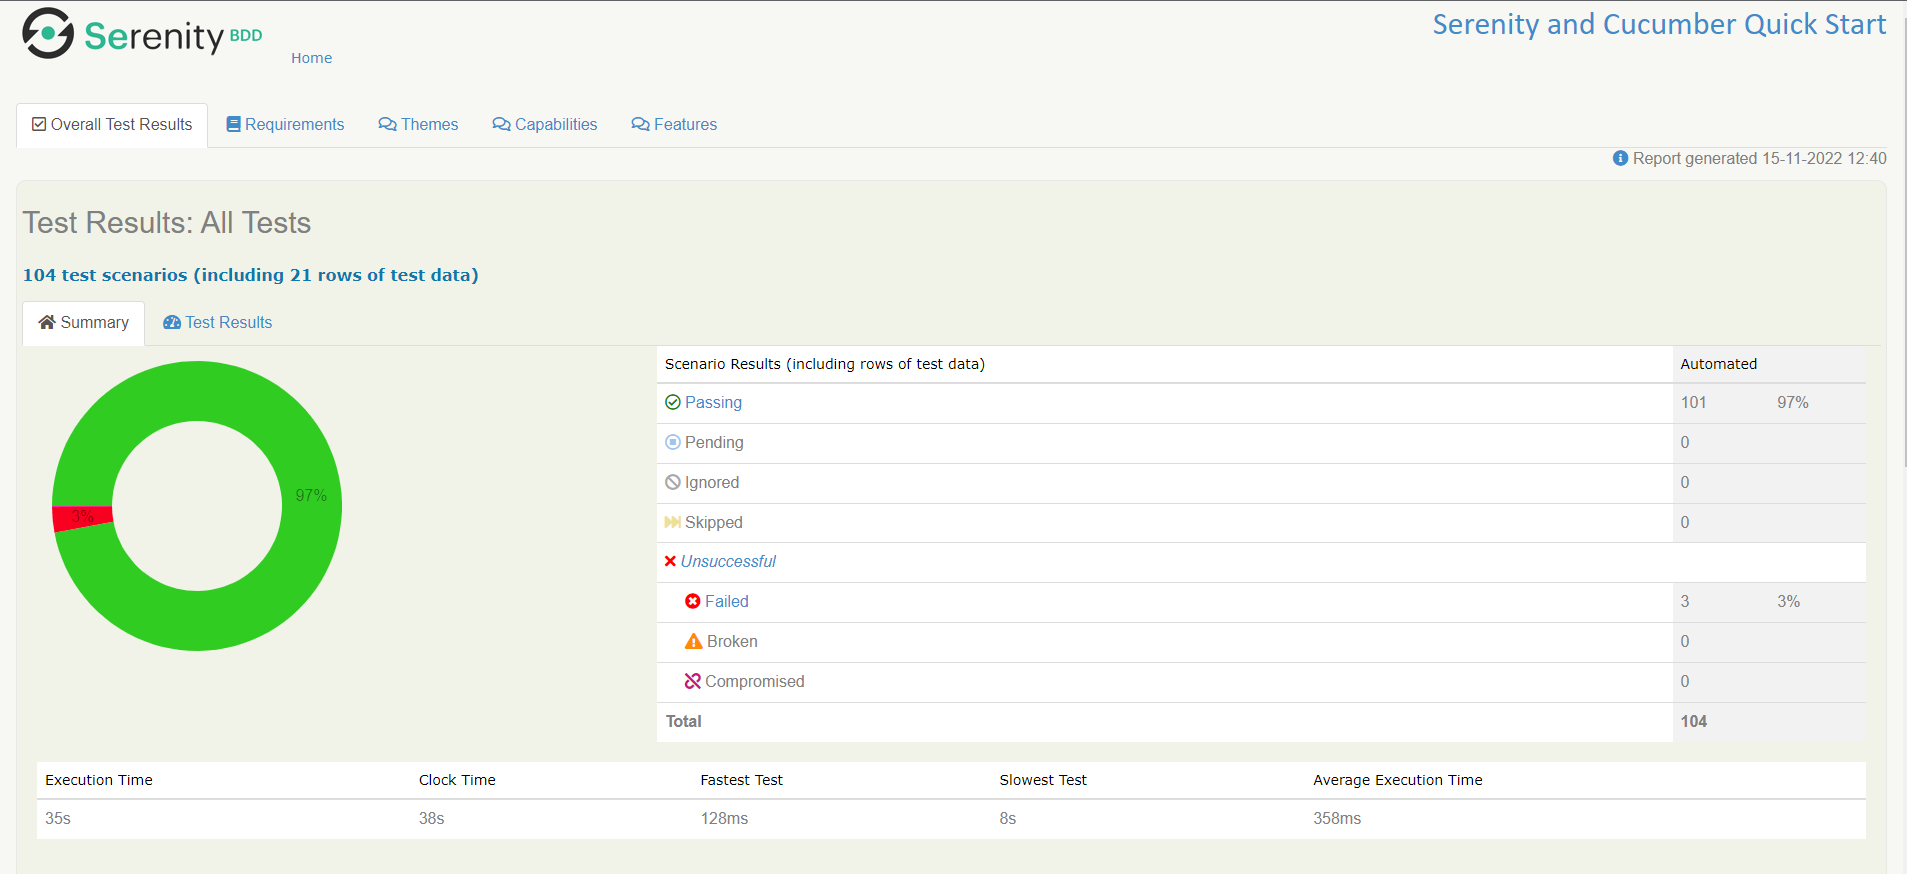 Serenity BDD
Home
Serenity and Cucumber Quick Start
Overall Test Results Requirements Themes Capabilities Features
Report generated 15-11-2022 12:40
Test Results: All Tests
104 test scenarios (including 21 rows of test data)
Summary Test Results
97%
3%
Scenario Results (including rows of test data) Automated
Passing 101 97%
Pending 0
Ignored 0
Skipped 0
Unsuccessful
Failed 3 3%
Broken 0
Compromised 0
Total 104
Execution Time Clock Time Fastest Test Slowest Test Average Execution Time
35s 38s 128ms 8s 358ms